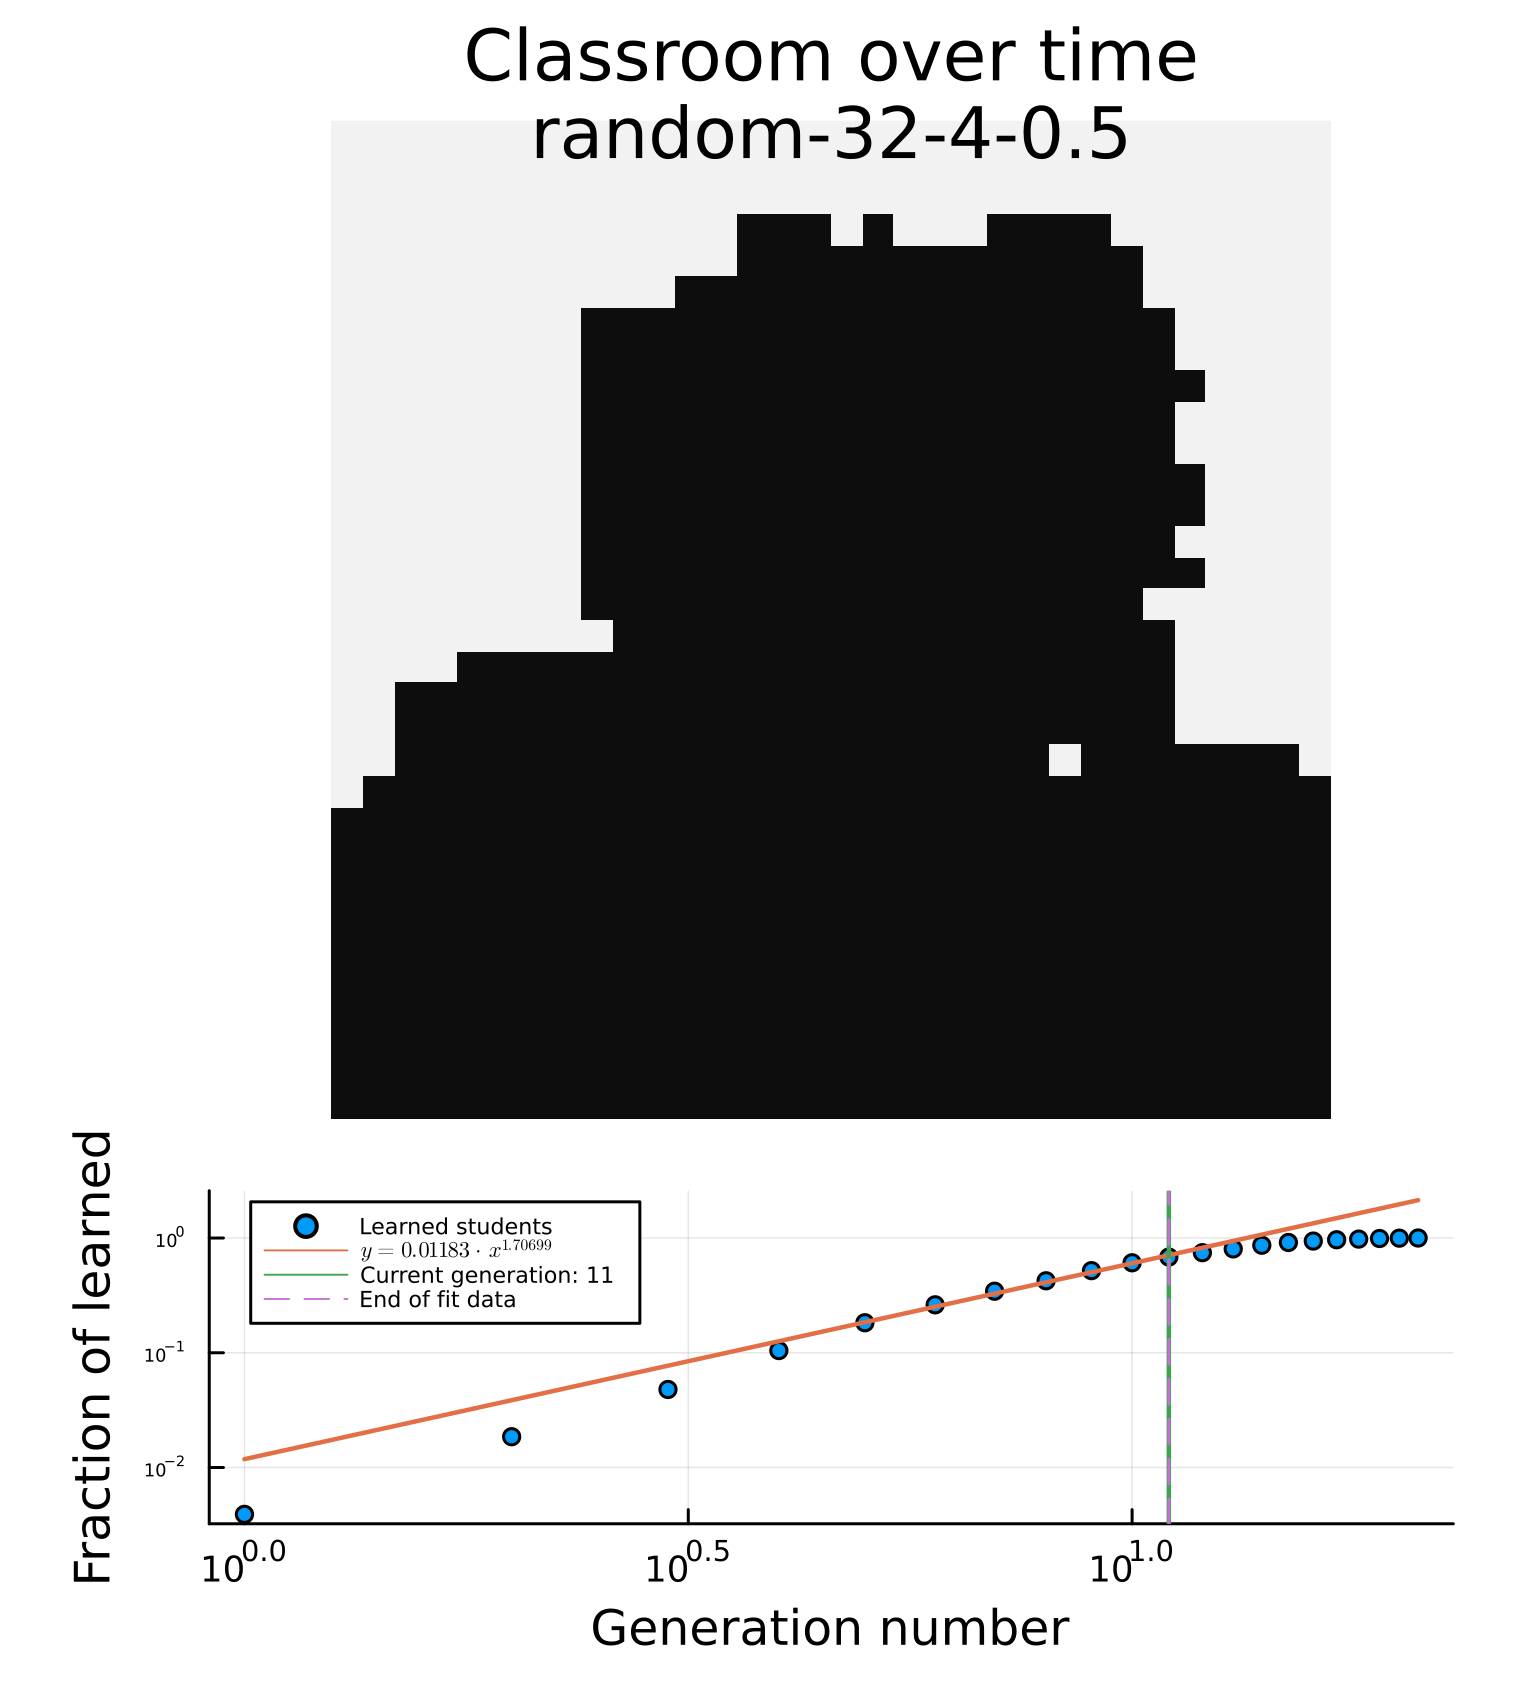 Classroom over time
random-32-4-0.5
Fraction of learned
10⁰
10⁻¹
10⁻²
Learned students
y = 0.01183 · x^1.70699
Current generation: 11
End of fit data
10^0.0
10^0.5
10^1.0
Generation number